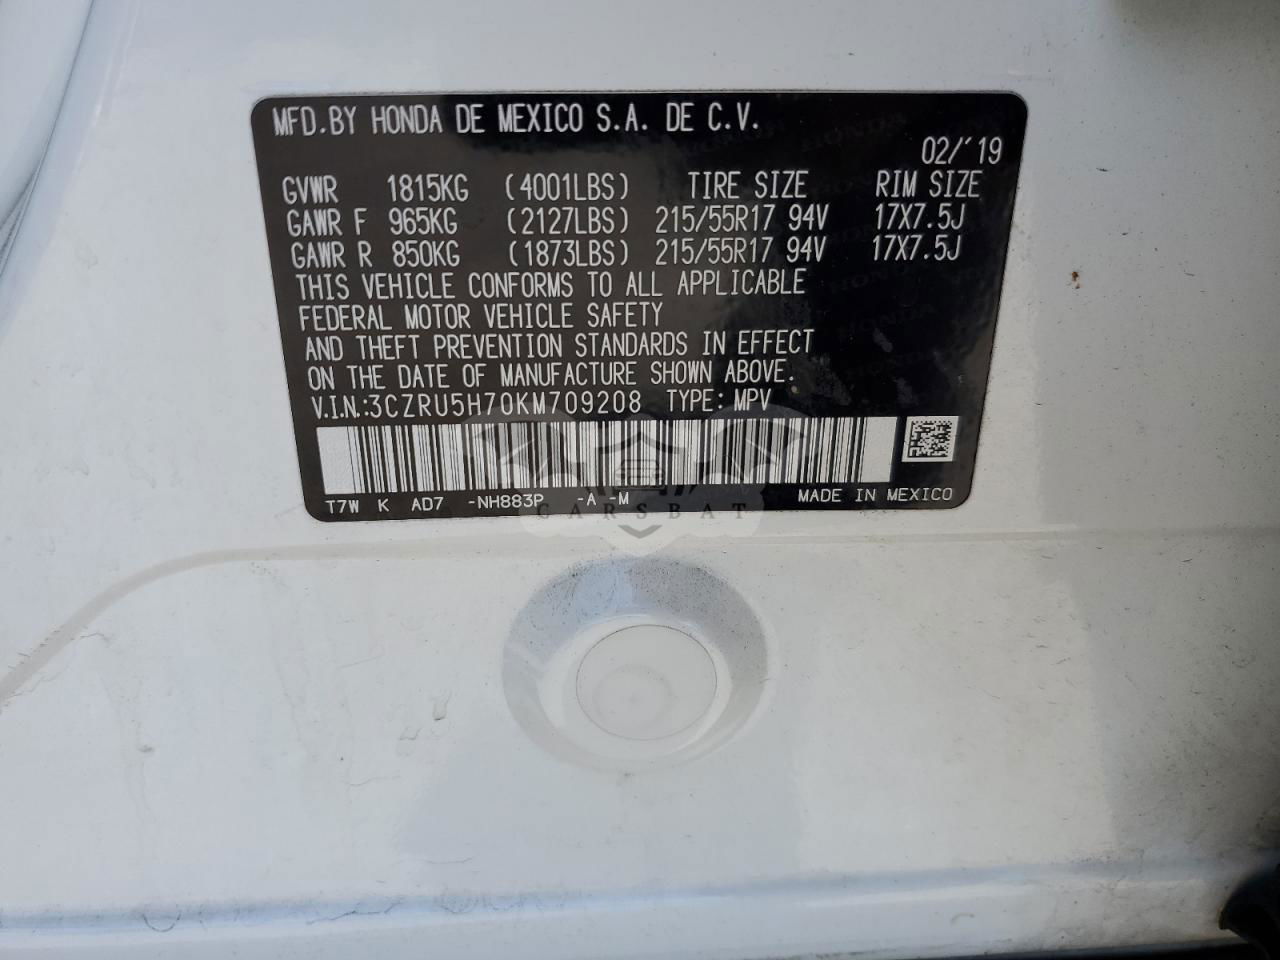 MFD.BY HONDA DE MEXICO S.A. DE C.V.
02/'19
GVWR 1815KG (4001LBS) TIRE SIZE RIM SIZE
GAWR F 965KG (2127LBS) 215/55R17 94V 17X7.5J
GAWR R 850KG (1873LBS) 215/55R17 94V 17X7.5J
THIS VEHICLE CONFORMS TO ALL APPLICABLE
FEDERAL MOTOR VEHICLE SAFETY
AND THEFT PREVENTION STANDARDS IN EFFECT
ON THE DATE OF MANUFACTURE SHOWN ABOVE.
V.I.N.:3CZRU5H70KM709208 TYPE: MPV
T7W K AD7 -NH883P -A -M MADE IN MEXICO
CARSBAT